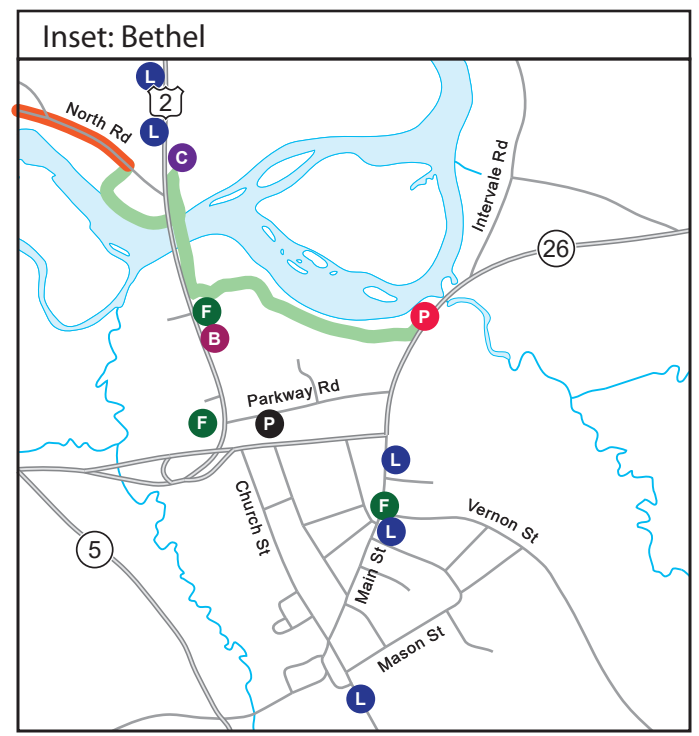 Inset: Bethel
L
2
L
North Rd
C
Intervale Rd
26
F
P
B
Parkway Rd
F
P
L
Church St
F
L
Vernon St
5
Main St
Mason St
L